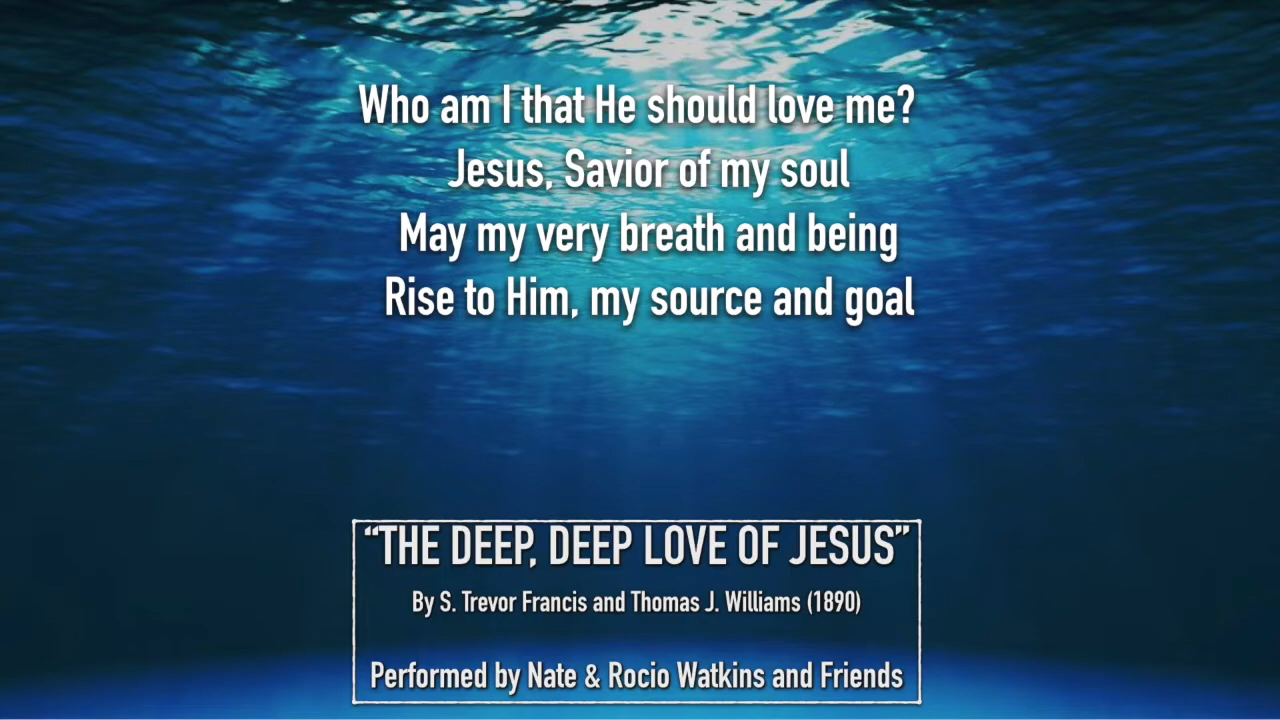 Who am I that He should love me?
Jesus, Savior of my soul
May my very breath and being
Rise to Him, my source and goal
“THE DEEP, DEEP LOVE OF JESUS”
By S. Trevor Francis and Thomas J. Williams (1890)
Performed by Nate & Rocio Watkins and Friends